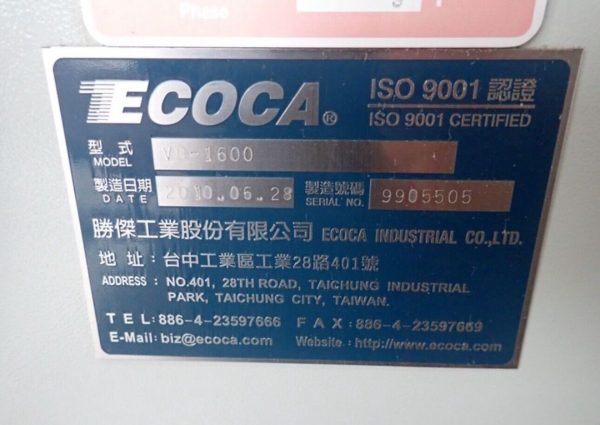 Phase
ECOCA®
ISO 9001 認證
ISO 9001 CERTIFIED
型式 MODEL -1600
製造日期 DATE 2010.06.28 製造號碼 SERIAL NO. 9905505
勝傑工業股份有限公司 ECOCA INDUSTRIAL CO.,LTD.
地址：台中工業區工業28路401號
ADDRESS： NO.401, 28TH ROAD, TAICHUNG INDUSTRIAL
PARK, TAICHUNG CITY, TAIWAN.
TEL:886-4-23597666 FAX:886-4-23597669
E-Mail: biz@ecoca.com Website：http://www.ecoca.com